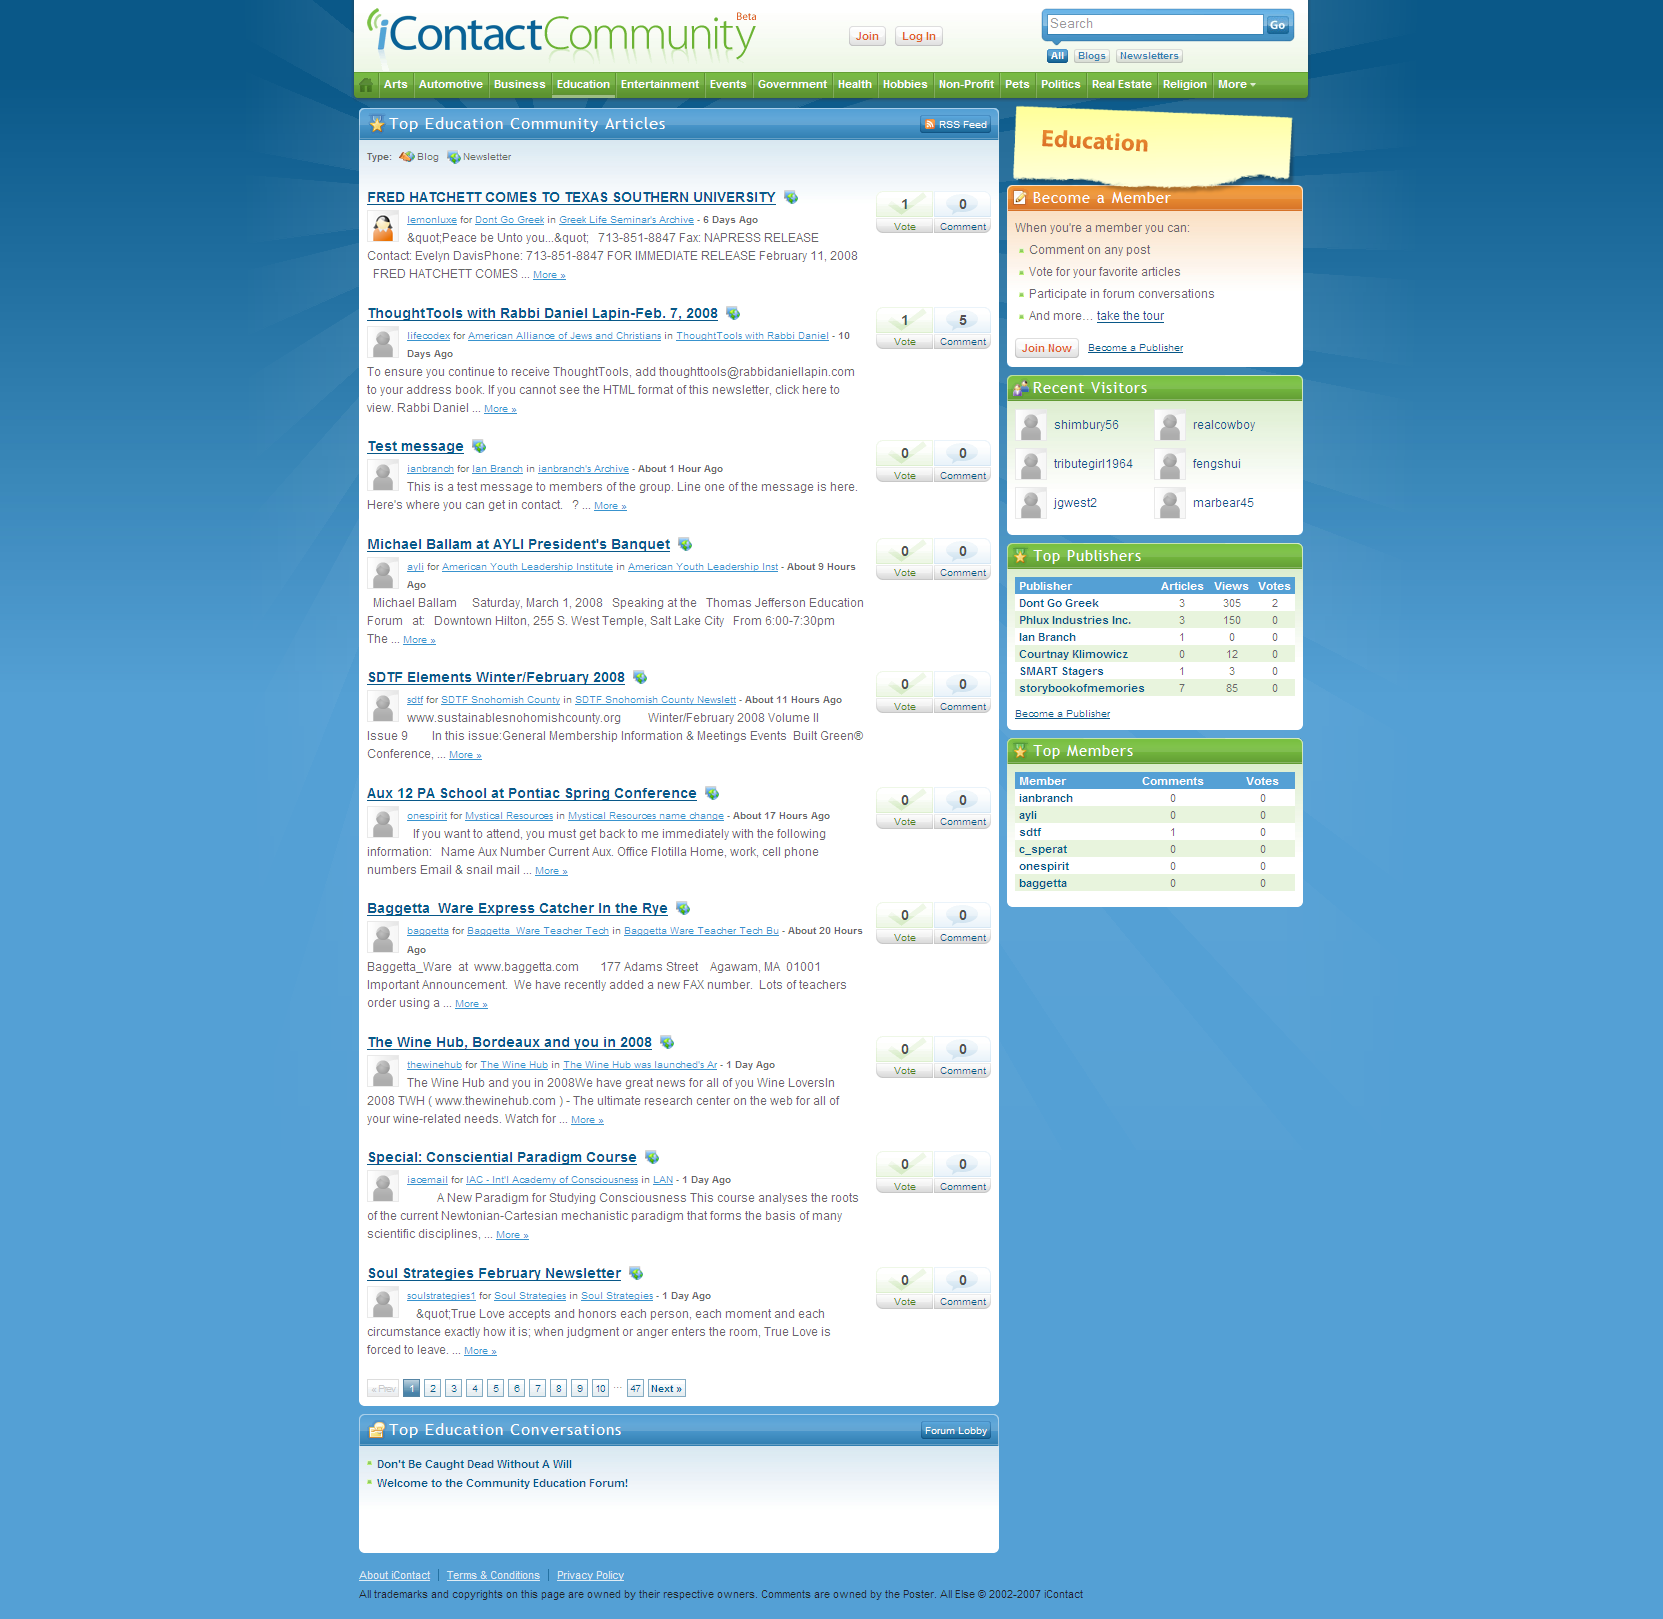 iContactCommunity Beta
Join Log In
Search Go
All Blogs Newsletters
Arts Automotive Business Education Entertainment Events Government Health Hobbies Non-Profit Pets Politics Real Estate Religion More
Top Education Community Articles RSS Feed
Type: Blog Newsletter
FRED HATCHETT COMES TO TEXAS SOUTHERN UNIVERSITY
1 0
Vote Comment
lemonluxe for Dont Go Greek in Greek Life Seminar's Archive - 6 Days Ago
&quot;Peace be Unto you...&quot; 713-851-8847 Fax: NAPRESS RELEASE
Contact: Evelyn DavisPhone: 713-851-8847 FOR IMMEDIATE RELEASE February 11, 2008
FRED HATCHETT COMES ... More »
ThoughtTools with Rabbi Daniel Lapin-Feb. 7, 2008
1 5
Vote Comment
lifecodex for American Alliance of Jews and Christians in ThoughtTools with Rabbi Daniel - 10
Days Ago
To ensure you continue to receive ThoughtTools, add thoughttools@rabbidaniellapin.com
to your address book. If you cannot see the HTML format of this newsletter, click here to
view. Rabbi Daniel ... More »
Test message
0 0
Vote Comment
ianbranch for Ian Branch in ianbranch's Archive - About 1 Hour Ago
This is a test message to members of the group. Line one of the message is here.
Here's where you can get in contact. ? ... More »
Michael Ballam at AYLI President's Banquet
0 0
Vote Comment
ayli for American Youth Leadership Institute in American Youth Leadership Inst - About 9 Hours
Ago
Michael Ballam Saturday, March 1, 2008 Speaking at the Thomas Jefferson Education
Forum at: Downtown Hilton, 255 S. West Temple, Salt Lake City From 6:00-7:30pm
The ... More »
SDTF Elements Winter/February 2008
0 0
Vote Comment
sdtf for SDTF Snohomish County in SDTF Snohomish County Newslett - About 11 Hours Ago
www.sustainablesnohomishcounty.org Winter/February 2008 Volume II
Issue 9 In this issue:General Membership Information & Meetings Events Built Green®
Conference, ... More »
Aux 12 PA School at Pontiac Spring Conference
0 0
Vote Comment
onespirit for Mystical Resources in Mystical Resources name change - About 17 Hours Ago
If you want to attend, you must get back to me immediately with the following
information: Name Aux Number Current Aux. Office Flotilla Home, work, cell phone
numbers Email & snail mail ... More »
Baggetta_Ware Express Catcher In the Rye
0 0
Vote Comment
baggetta for Baggetta_Ware Teacher Tech in Baggetta Ware Teacher Tech Bu - About 20 Hours
Ago
Baggetta_Ware at www.baggetta.com 177 Adams Street Agawam, MA 01001
Important Announcement. We have recently added a new FAX number. Lots of teachers
order using a ... More »
The Wine Hub, Bordeaux and you in 2008
0 0
Vote Comment
thewinehub for The Wine Hub in The Wine Hub was launched's Ar - 1 Day Ago
The Wine Hub and you in 2008We have great news for all of you Wine LoversIn
2008 TWH ( www.thewinehub.com ) - The ultimate research center on the web for all of
your wine-related needs. Watch for ... More »
Special: Consciential Paradigm Course
0 0
Vote Comment
iacemail for IAC - Int'l Academy of Consciousness in LAN - 1 Day Ago
A New Paradigm for Studying Consciousness This course analyses the roots
of the current Newtonian-Cartesian mechanistic paradigm that forms the basis of many
scientific disciplines, ... More »
Soul Strategies February Newsletter
0 0
Vote Comment
soulstrategies1 for Soul Strategies in Soul Strategies - 1 Day Ago
&quot;True Love accepts and honors each person, each moment and each
circumstance exactly how it is; when judgment or anger enters the room, True Love is
forced to leave. ... More »
« Prev 1 2 3 4 5 6 7 8 9 10 ... 47 Next »
Top Education Conversations Forum Lobby
Don't Be Caught Dead Without A Will
Welcome to the Community Education Forum!
Education
Become a Member
When you're a member you can:
Comment on any post
Vote for your favorite articles
Participate in forum conversations
And more... take the tour
Join Now Become a Publisher
Recent Visitors
shimbury56 realcowboy
tributegirl1964 fengshui
jgwest2 marbear45
Top Publishers
Publisher Articles Views Votes
Dont Go Greek 3 305 2
Phlux Industries Inc. 3 150 0
Ian Branch 1 0 0
Courtnay Klimowicz 0 12 0
SMART Stagers 1 3 0
storybookofmemories 7 85 0
Become a Publisher
Top Members
Member Comments Votes
ianbranch 0 0
ayli 0 0
sdtf 1 0
c_sperat 0 0
onespirit 0 0
baggetta 0 0
About iContact | Terms & Conditions | Privacy Policy
All trademarks and copyrights on this page are owned by their respective owners. Comments are owned by the Poster. All Else © 2002-2007 iContact